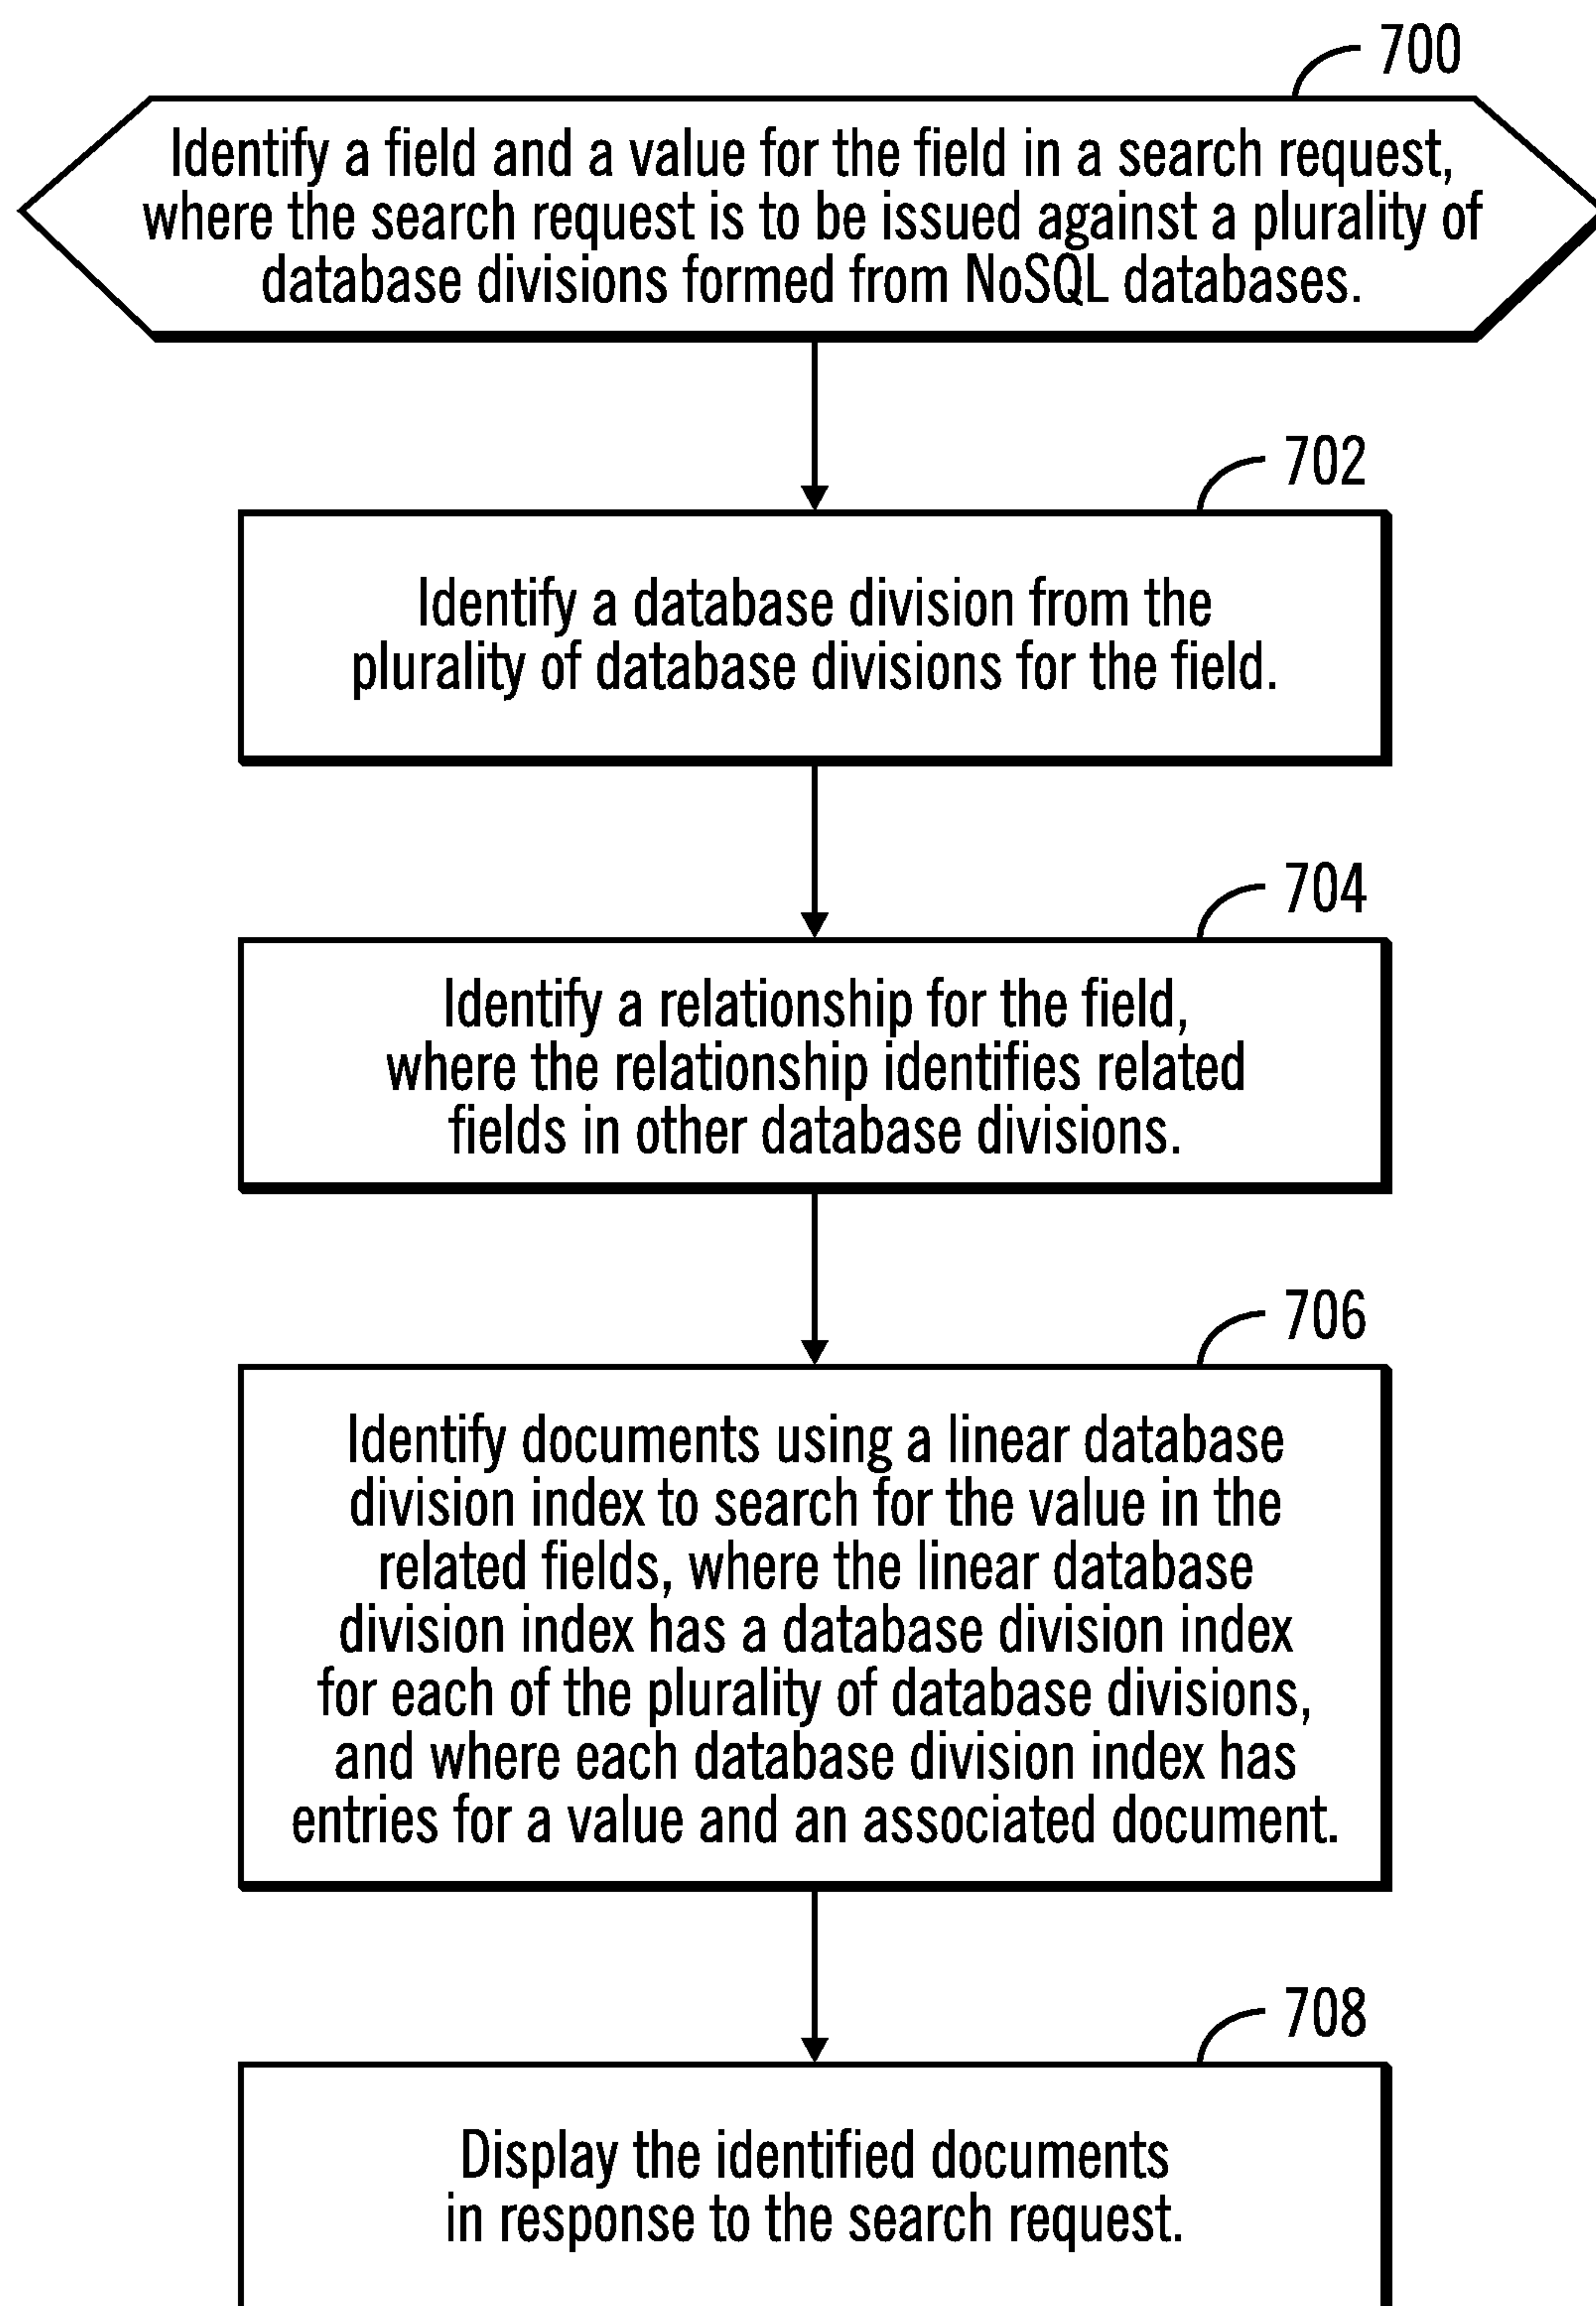 700
Identify a field and a value for the field in a search request,
where the search request is to be issued against a plurality of
database divisions formed from NoSQL databases.
702
Identify a database division from the
plurality of database divisions for the field.
704
Identify a relationship for the field,
where the relationship identifies related
fields in other database divisions.
706
Identify documents using a linear database
division index to search for the value in the
related fields, where the linear database
division index has a database division index
for each of the plurality of database divisions,
and where each database division index has
entries for a value and an associated document.
708
Display the identified documents
in response to the search request.